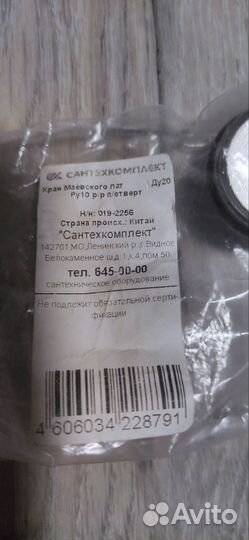 СК САНТЕХКОМПЛЕКТ
Кран Маевского лат Ду20
Ру10 р/р п/отверт
Н/н: 019-2256
Страна происх.: Китай
"Сантехкомплект"
142701,МО,Ленинский р.,г.Видное
Белокаменное ш.,д.1,к.4,пом.50.
тел. 645-00-00
сантехническое оборудование
Не подлежит обязательной серти-
фикации
4 606034 228791
Avito